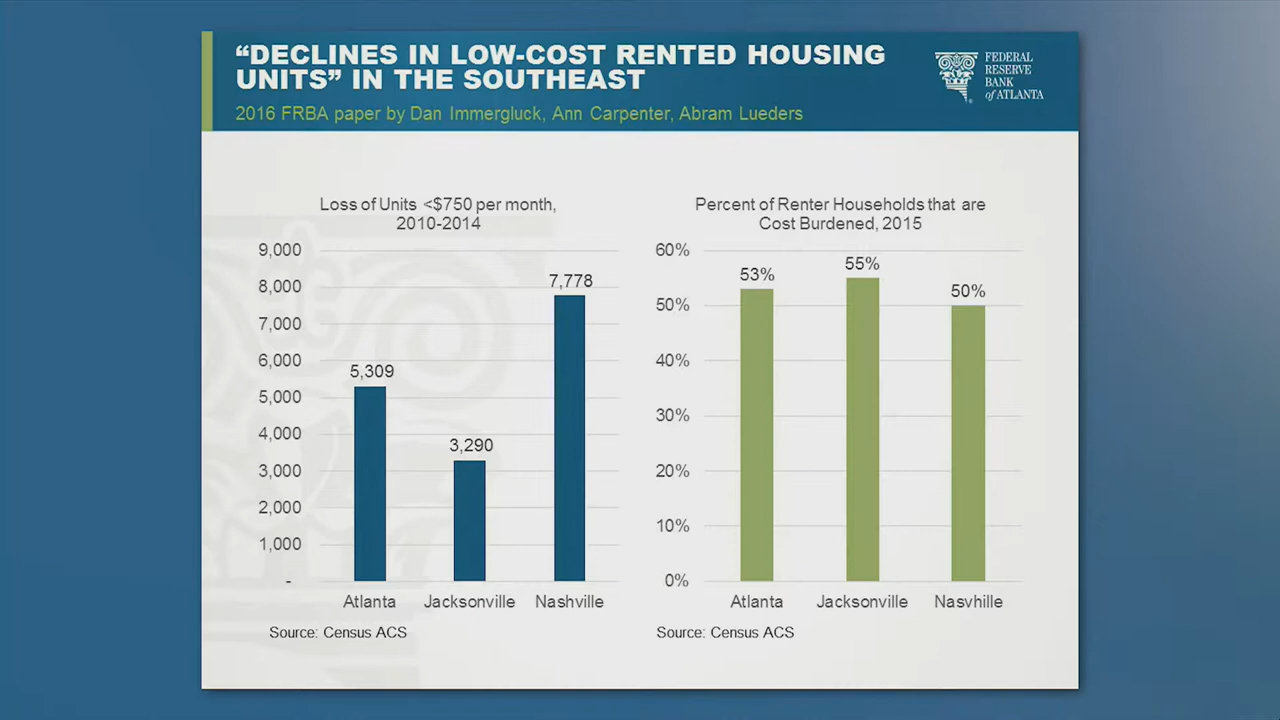 “DECLINES IN LOW-COST RENTED HOUSING
UNITS” IN THE SOUTHEAST
2016 FRBA paper by Dan Immergluck, Ann Carpenter, Abram Lueders
FEDERAL
RESERVE
BANK
of ATLANTA
Loss of Units <$750 per month,
2010-2014
9,000
8,000
7,000
6,000
5,000
4,000
3,000
2,000
1,000
-
5,309
3,290
7,778
Atlanta Jacksonville Nashville
Source: Census ACS
Percent of Renter Households that are
Cost Burdened, 2015
60%
50%
40%
30%
20%
10%
0%
53%
55%
50%
Atlanta Jacksonville Nasvhille
Source: Census ACS